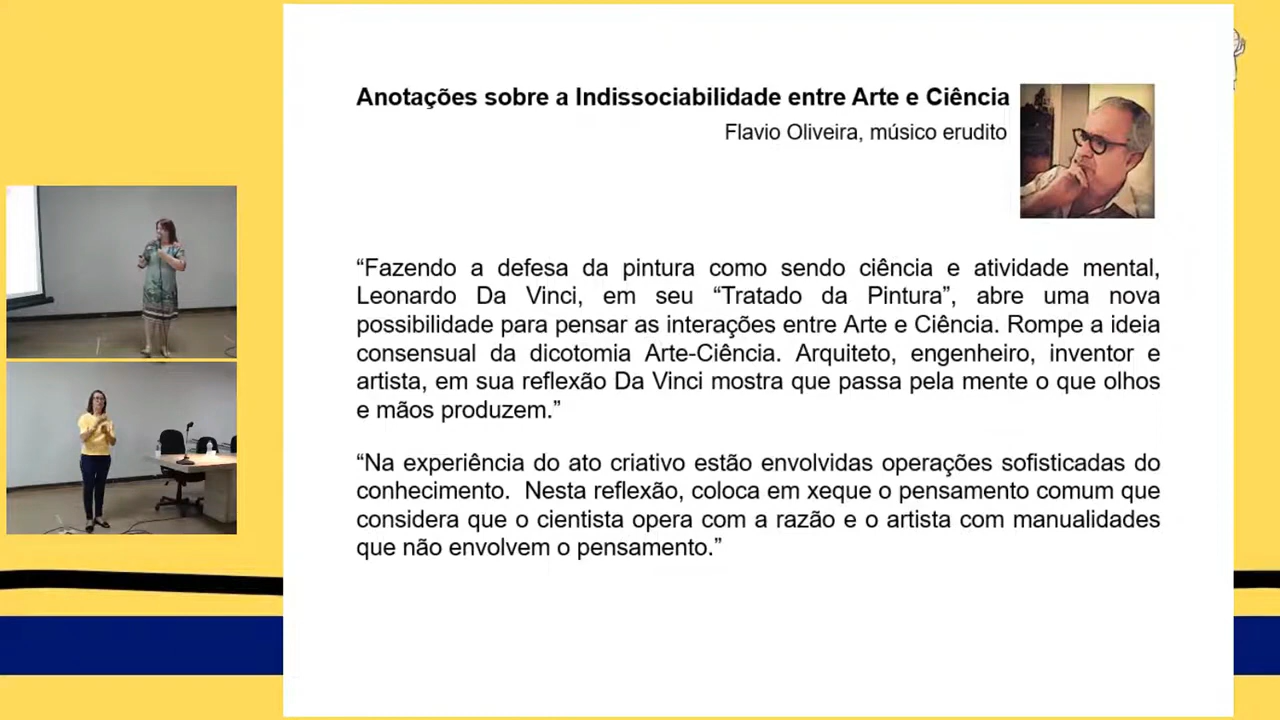 Anotações sobre a Indissociabilidade entre Arte e Ciência
Flavio Oliveira, músico erudito
“Fazendo a defesa da pintura como sendo ciência e atividade mental,
Leonardo Da Vinci, em seu “Tratado da Pintura”, abre uma nova
possibilidade para pensar as interações entre Arte e Ciência. Rompe a ideia
consensual da dicotomia Arte-Ciência. Arquiteto, engenheiro, inventor e
artista, em sua reflexão Da Vinci mostra que passa pela mente o que olhos
e mãos produzem.”
“Na experiência do ato criativo estão envolvidas operações sofisticadas do
conhecimento.  Nesta reflexão, coloca em xeque o pensamento comum que
considera que o cientista opera com a razão e o artista com manualidades
que não envolvem o pensamento.”